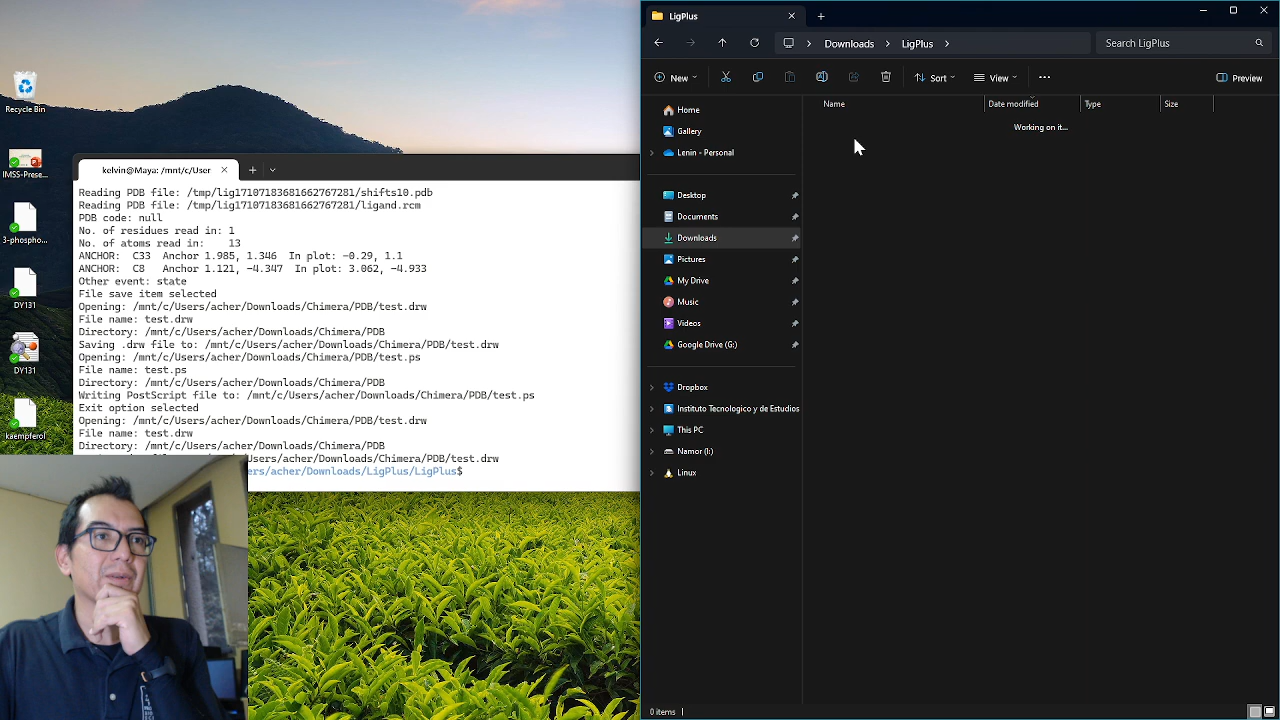 Recycle Bin
IMSS-Prese...
3-phospho...
DY131
DY131
kaempferol
kelvin@Maya: /mnt/c/User
Reading PDB file: /tmp/lig17107183681662767281/shifts10.pdb
Reading PDB file: /tmp/lig17107183681662767281/ligand.rcm
PDB code: null
No. of residues read in: 1
No. of atoms read in:    13
ANCHOR:  C33  Anchor 1.985, 1.346  In plot: -0.29, 1.1
ANCHOR:  C8   Anchor 1.121, -4.347  In plot: 3.062, -4.933
Other event: state
File save item selected
Opening: /mnt/c/Users/acher/Downloads/Chimera/PDB/test.drw
File name: test.drw
Directory: /mnt/c/Users/acher/Downloads/Chimera/PDB
Saving .drw file to: /mnt/c/Users/acher/Downloads/Chimera/PDB/test.drw
Opening: /mnt/c/Users/acher/Downloads/Chimera/PDB/test.ps
File name: test.ps
Directory: /mnt/c/Users/acher/Downloads/Chimera/PDB
Writing PostScript file to: /mnt/c/Users/acher/Downloads/Chimera/PDB/test.ps
Exit option selected
Opening: /mnt/c/Users/acher/Downloads/Chimera/PDB/test.drw
File name: test.drw
Directory: /mnt/c/Users/acher/Downloads/Chimera/PDB
/mnt/c/Users/acher/Downloads/Chimera/PDB/test.drw
ers/acher/Downloads/LigPlus/LigPlus$
LigPlus
Downloads > LigPlus >
Search LigPlus
New
Sort
View
...
Preview
Name
Date modified
Type
Size
Working on it...
Home
Gallery
Lenin - Personal
Desktop
Documents
Downloads
Pictures
My Drive
Music
Videos
Google Drive (G:)
Dropbox
Instituto Tecnologico y de Estudios
This PC
Namor (I:)
Linux
0 items